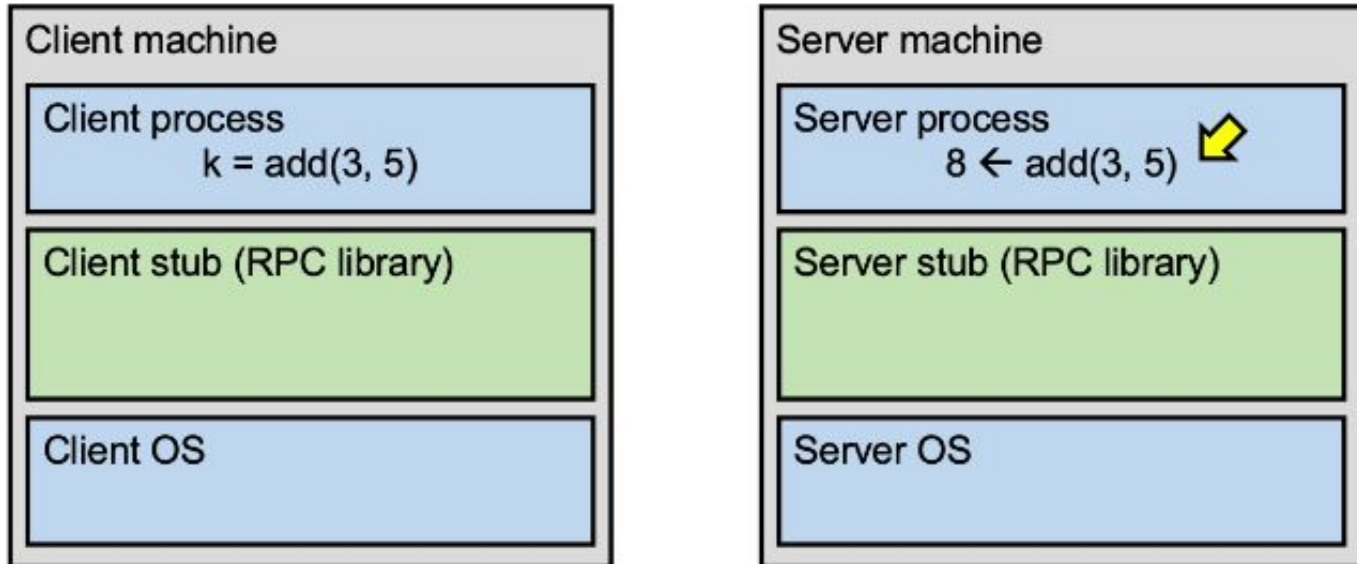 Client machine
Client process
k = add(3, 5)
Client stub (RPC library)
Client OS
Server machine
Server process
8 ← add(3, 5)
Server stub (RPC library)
Server OS